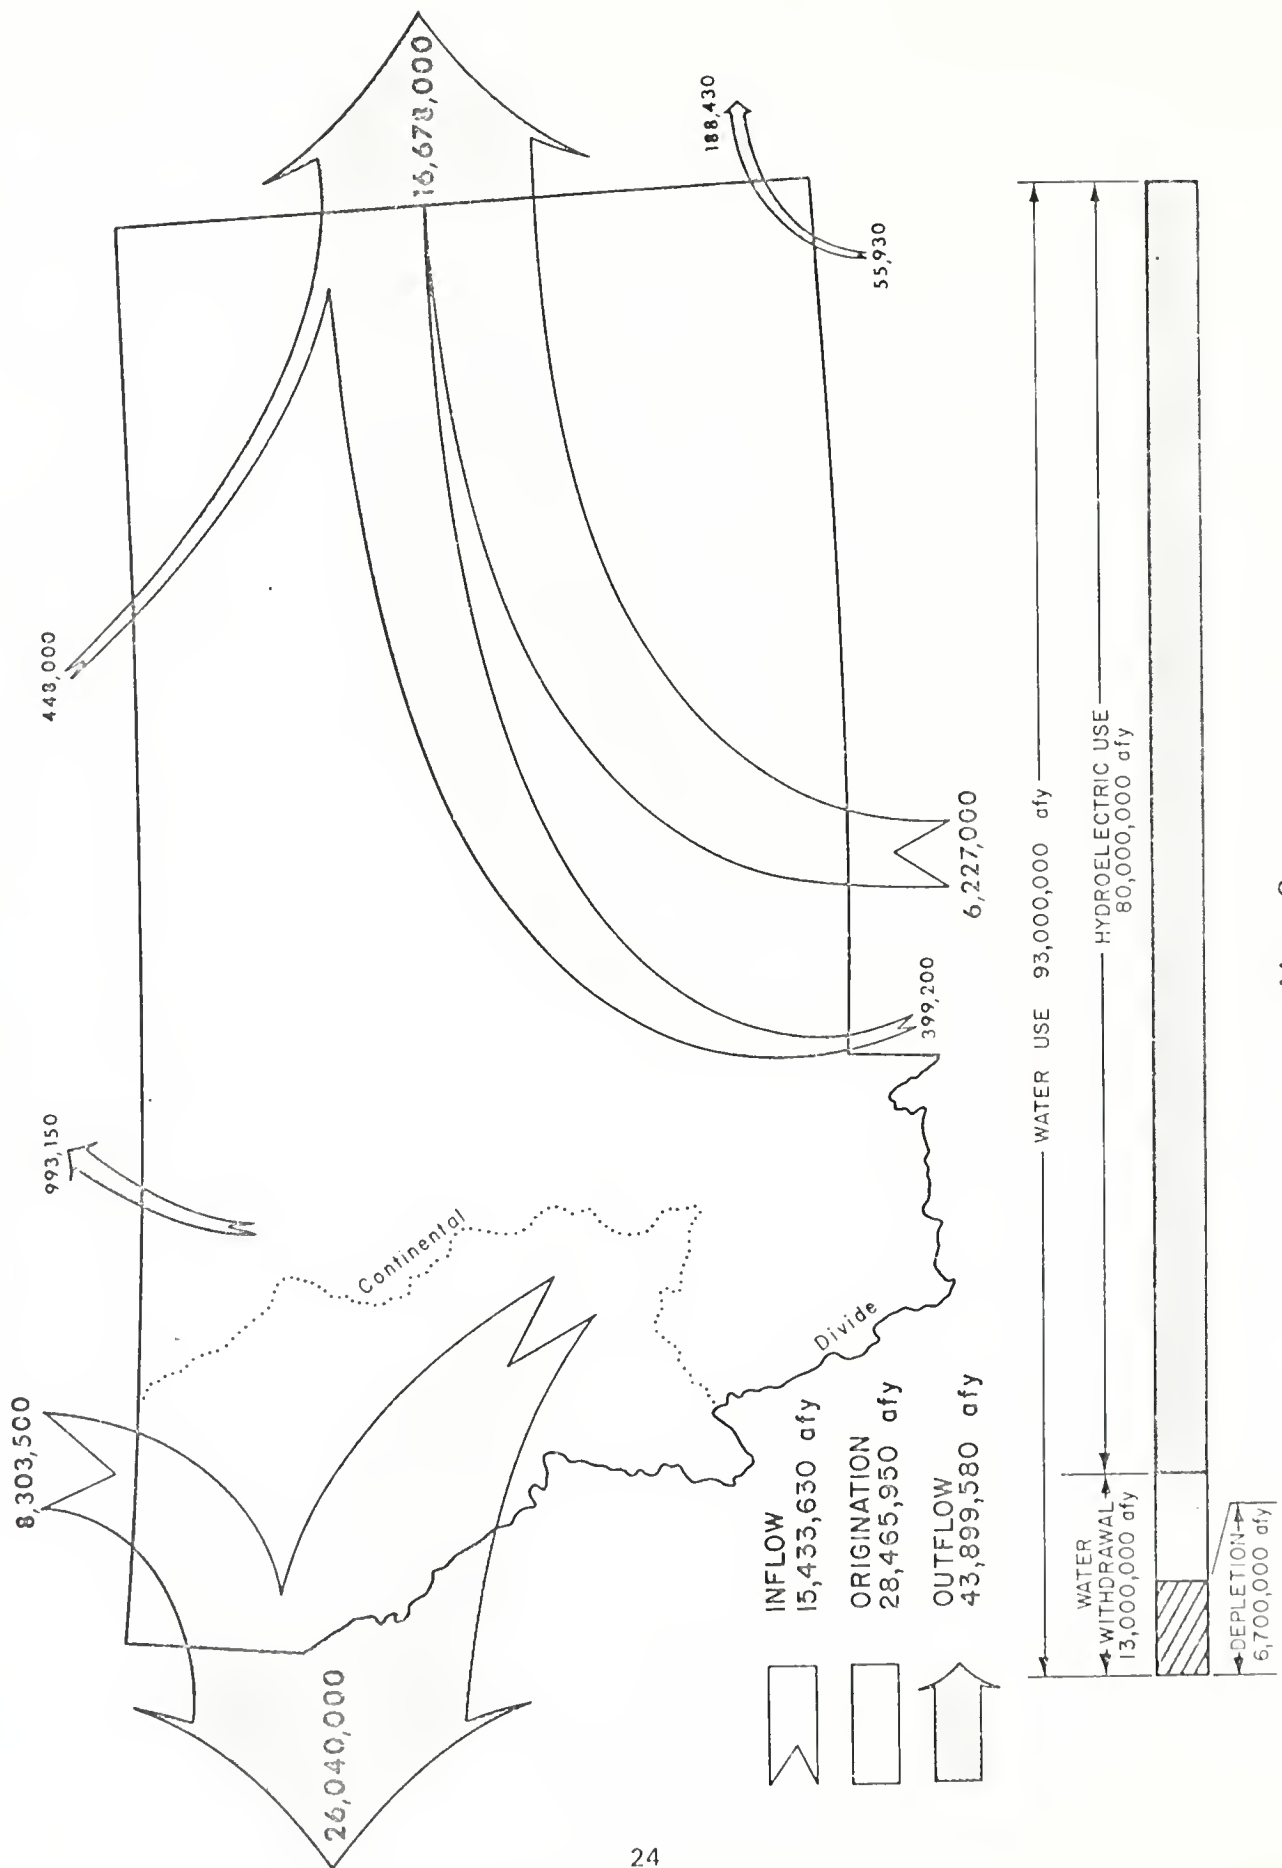 8,303,500
993,150
448,000
26,040,000
16,678,000
188,430
55,930
6,227,000
399,200
Continental
Divide
INFLOW
15,433,630 afy
ORIGINATION
28,465,950 afy
OUTFLOW
43,899,580 afy
WATER USE 93,000,000 afy
WATER
WITHDRAWAL
13,000,000 afy
HYDROELECTRIC USE
80,000,000 afy
DEPLETION
6,700,000 afy
24